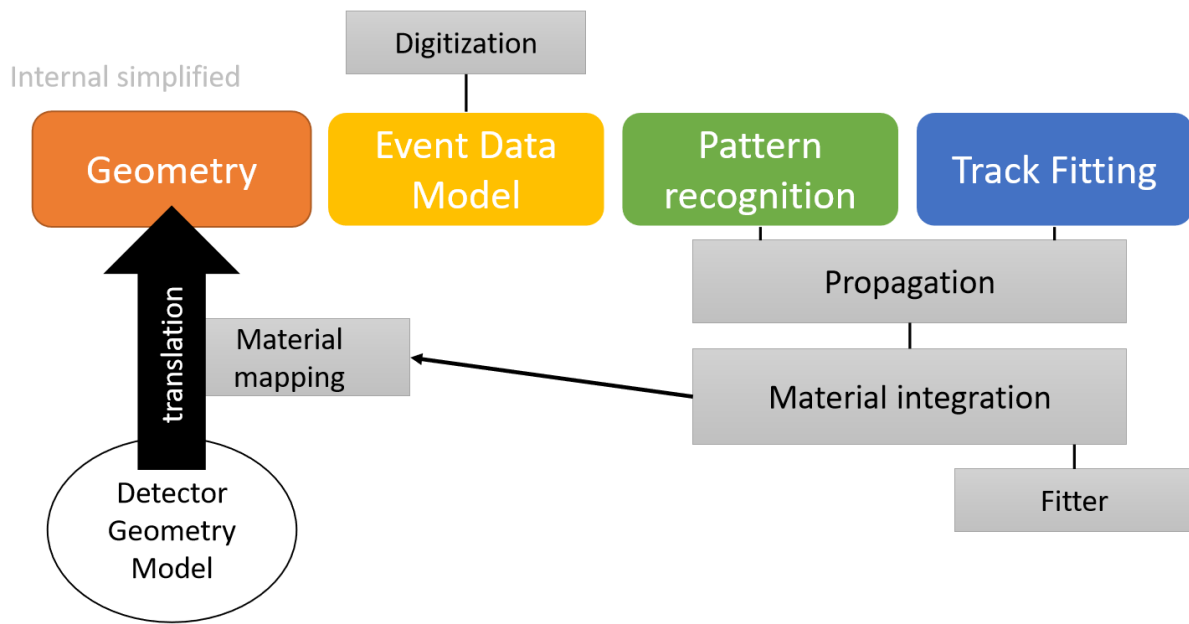 Digitization
Internal simplified
Geometry
Event Data
Model
Pattern
recognition
Track Fitting
Propagation
translation
Material
mapping
Material integration
Detector
Geometry
Model
Fitter